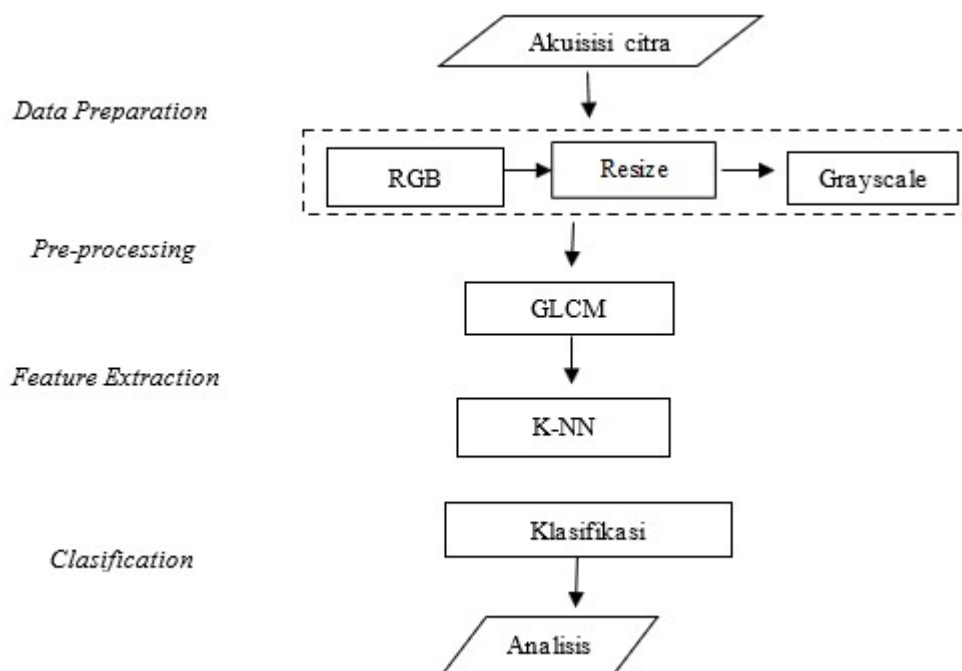 Akuisisi citra
Data Preparation
RGB
Resize
Grayscale
Pre-processing
GLCM
Feature Extraction
K-NN
Klasifikasi
Clasification
Analisis